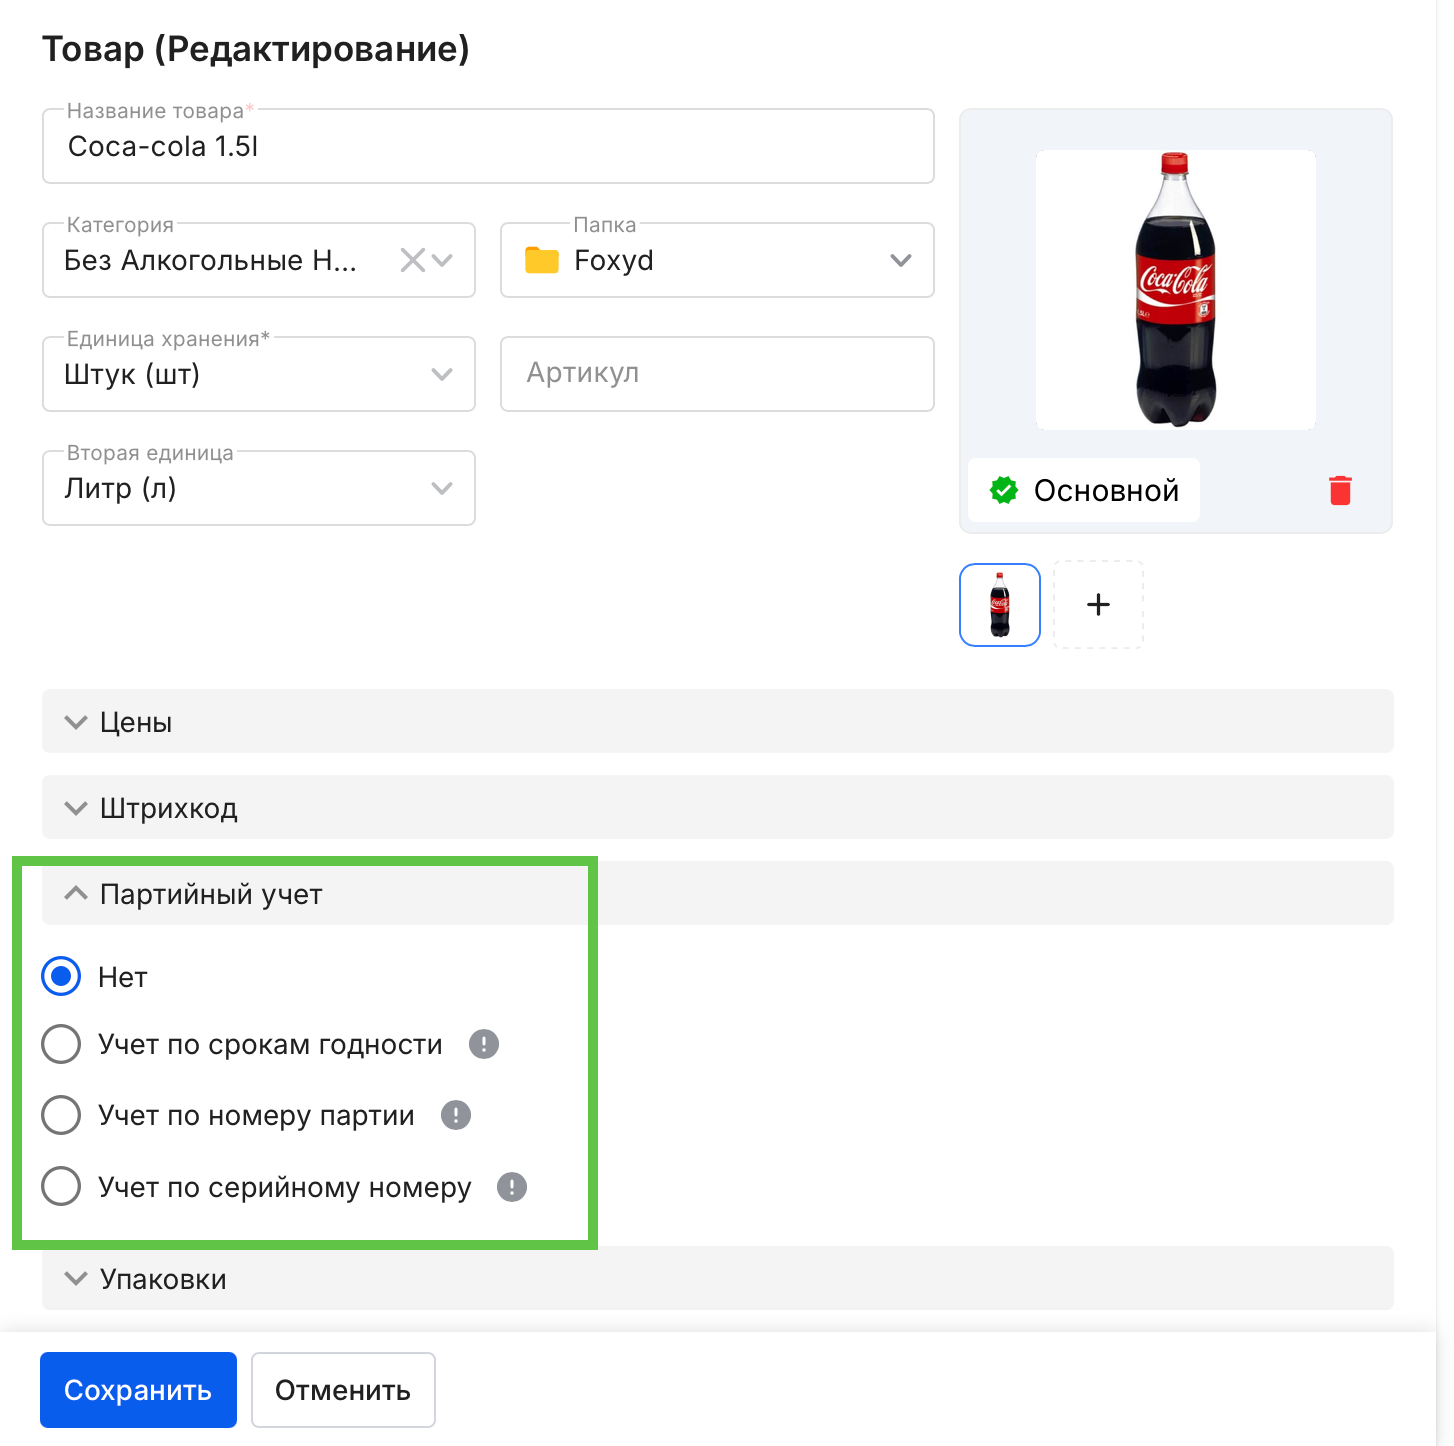 Товар (Редактирование)
Название товара*
Coca-cola 1.5l
Категория
Без Алкогольные Н...
Папка
Foxyd
Единица хранения*
Штук (шт)
Артикул
Вторая единица
Литр (л)
Coca-Cola
Основной
Цены
Штрихкод
Партийный учет
Нет
Учет по срокам годности
Учет по номеру партии
Учет по серийному номеру
Упаковки
Сохранить
Отменить